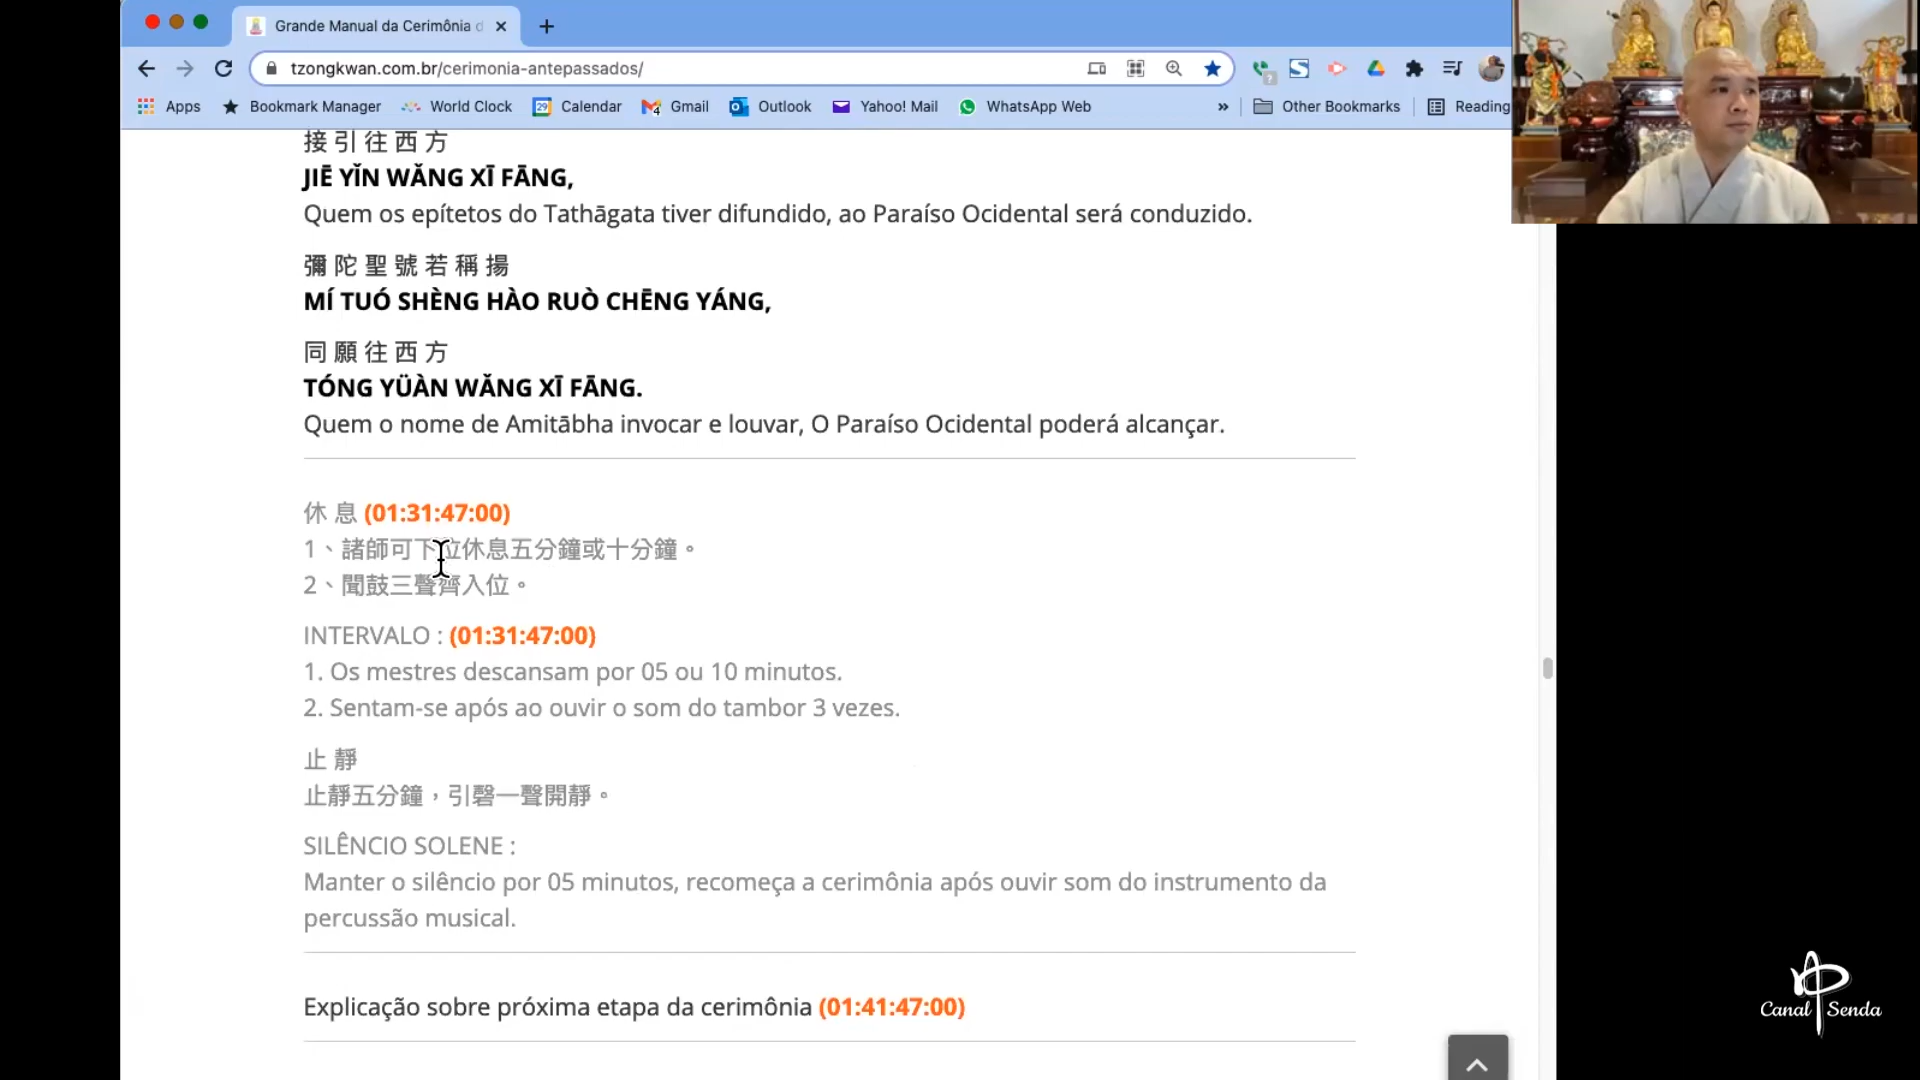 Grande Manual da Cerimônia d
tzongkwan.com.br/cerimonia-antepassados/
Apps Bookmark Manager World Clock 29 Calendar 4 Gmail Outlook Yahoo! Mail WhatsApp Web » Other Bookmarks Reading
接 引 往 西 方
JIĒ YǏN WǍNG XĪ FĀNG,
Quem os epítetos do Tathāgata tiver difundido, ao Paraíso Ocidental será conduzido.
彌 陀 聖 號 若 稱 揚
MÍ TUÓ SHÈNG HÀO RUÒ CHĒNG YÁNG,
同 願 往 西 方
TÓNG YÜÀN WǍNG XĪ FĀNG.
Quem o nome de Amitābha invocar e louvar, O Paraíso Ocidental poderá alcançar.
休 息 (01:31:47:00)
1、諸師可下位休息五分鐘或十分鐘。
2、聞鼓三聲齊入位。
INTERVALO : (01:31:47:00)
1. Os mestres descansam por 05 ou 10 minutos.
2. Sentam-se após ao ouvir o som do tambor 3 vezes.
止 靜
止靜五分鐘，引磬一聲開靜。
SILÊNCIO SOLENE :
Manter o silêncio por 05 minutos, recomeça a cerimônia após ouvir som do instrumento da
percussão musical.
Explicação sobre próxima etapa da cerimônia (01:41:47:00)
Canal Senda